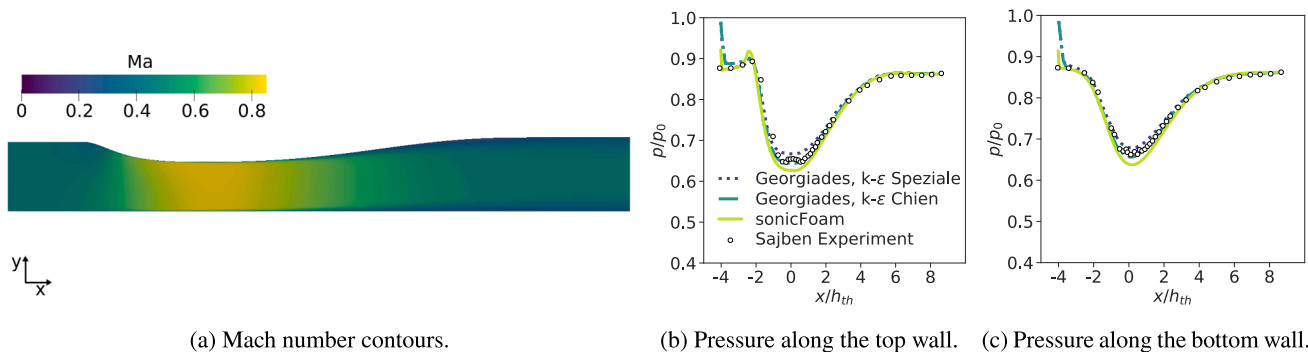 Ma
0 0.2 0.4 0.6 0.8
y
x
(a) Mach number contours.
p/p0
1.0
0.9
0.8
0.7
0.6
0.5
0.4
Georgiades, k-ε Speziale
Georgiades, k-ε Chien
sonicFoam
Sajben Experiment
-4 -2 0 2 4 6 8
x/hth
(b) Pressure along the top wall.
p/p0
1.0
0.9
0.8
0.7
0.6
0.5
0.4
-4 -2 0 2 4 6 8
x/hth
(c) Pressure along the bottom wall.